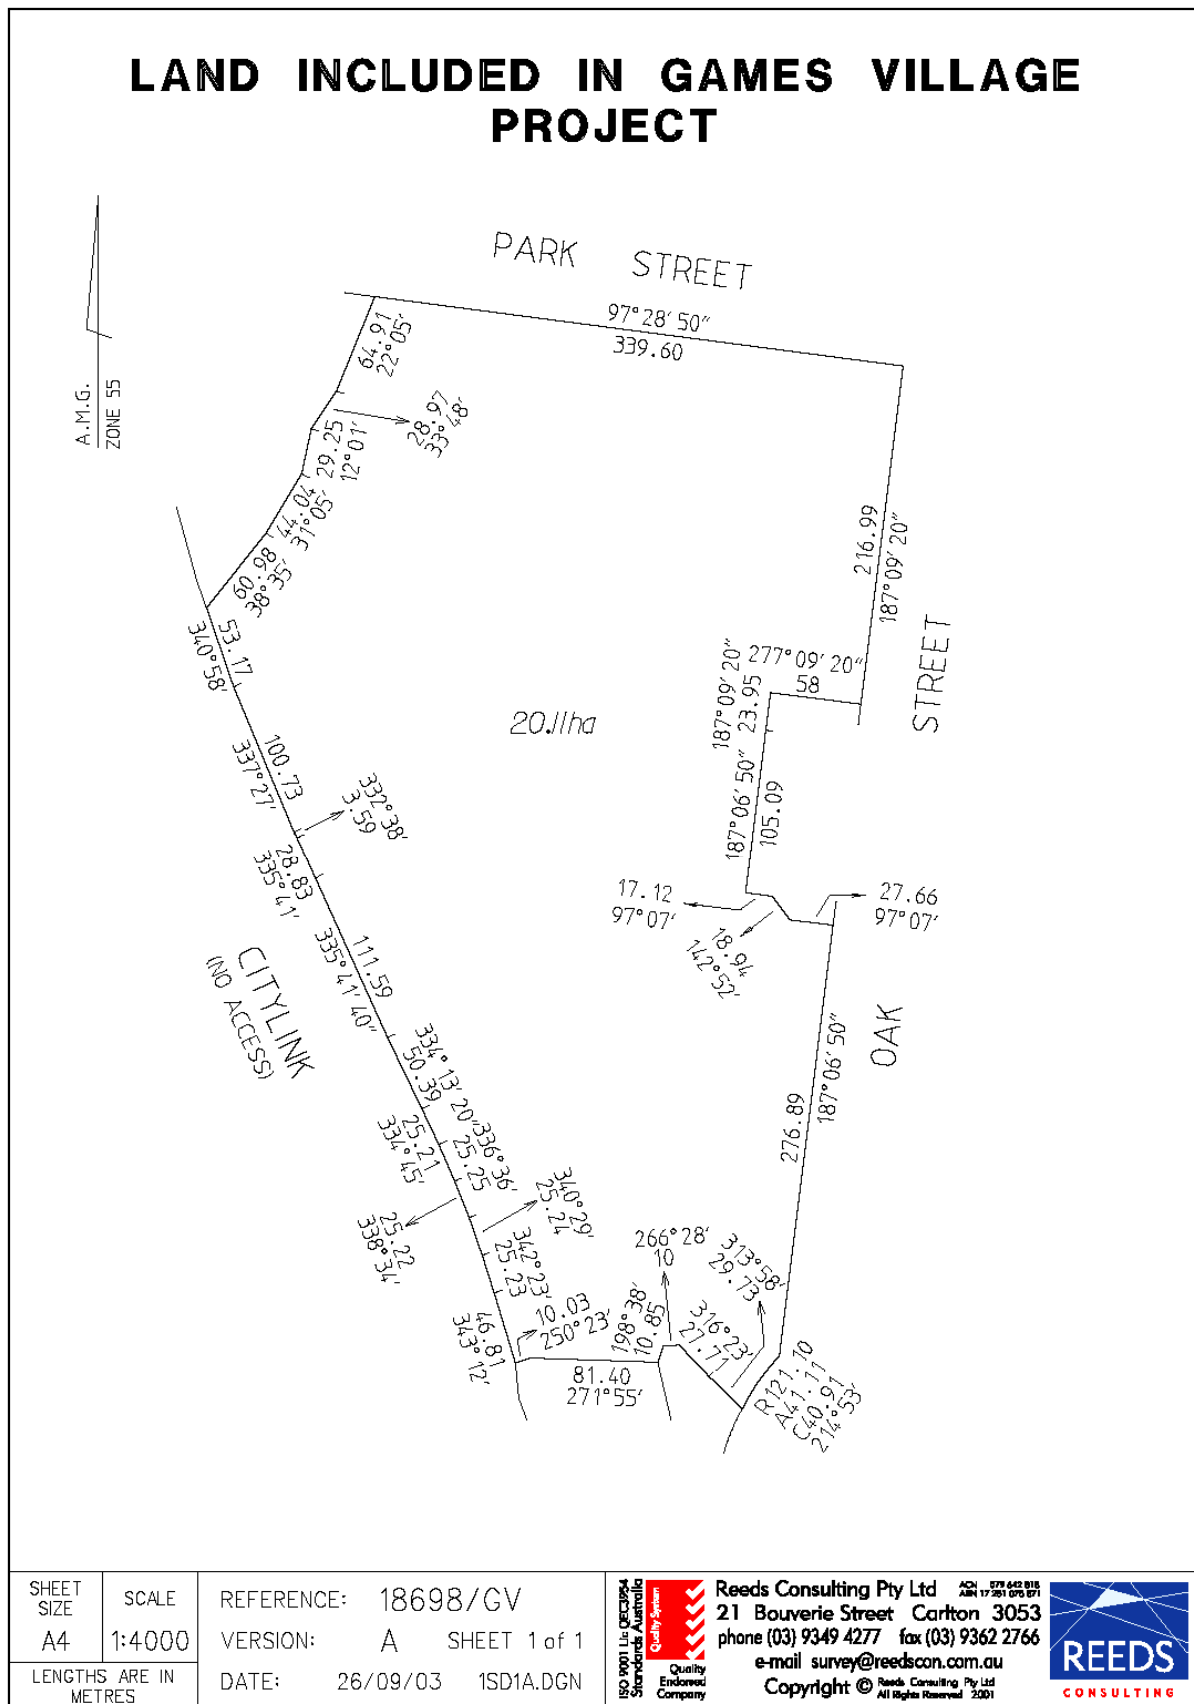 LAND INCLUDED IN GAMES VILLAGE
PROJECT
PARK STREET
97°28'50"
339.60
A.M.G.
ZONE 55
64.91
22°05'
28.97
33°48'
29.25
12°01'
44.04
31°05'
60.98
38°35'
216.99
187°09'20"
STREET
53.17
340°58'
277°09'20"
58
187°09'20"
23.95
20.11ha
100.73
337°27'
332°38'
3.59
187°06'50"
105.09
28.83
335°41'
17.12
97°07'
27.66
97°07'
18.94
142°52'
111.59
335°41'40"
CITYLINK
(NO ACCESS)
OAK
187°06'50"
276.89
334°13'20"
50.39
25.21
334°45'
336°36'
25.25
25.22
338°34'
340°29'
25.24
342°23'
25.23
46.81
343°12'
10.03
250°23'
81.40
271°55'
198°38'
10.85
266°28'
10
313°58'
29.73
316°23'
27.71
R121.10
A41.11
C40.91
214°53'
SHEET
SIZE
A4
SCALE
1:4000
LENGTHS ARE IN
METRES
REFERENCE: 18698/GV
VERSION: A SHEET 1 of 1
DATE: 26/09/03 1SD1A.DGN
ISO 9001 Lic QEC3954
Standards Australia
Quality System
Quality
Endorsed
Company
Reeds Consulting Pty Ltd
21 Bouverie Street Carlton 3053
phone (03) 9349 4277 fax (03) 9362 2766
e-mail survey@reedscon.com.au
Copyright © Reeds Consulting Pty Ltd
All Rights Reserved 2001
REEDS
CONSULTING